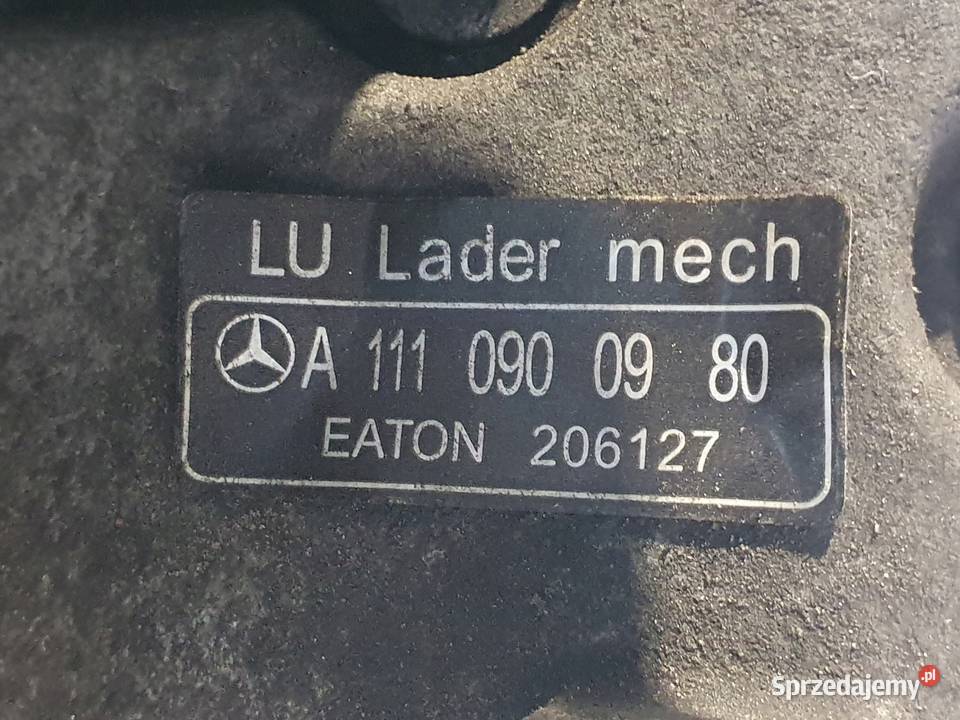 LU Lader mech
A 111 090 09 80
EATON 206127
Sprzedajemy.pl